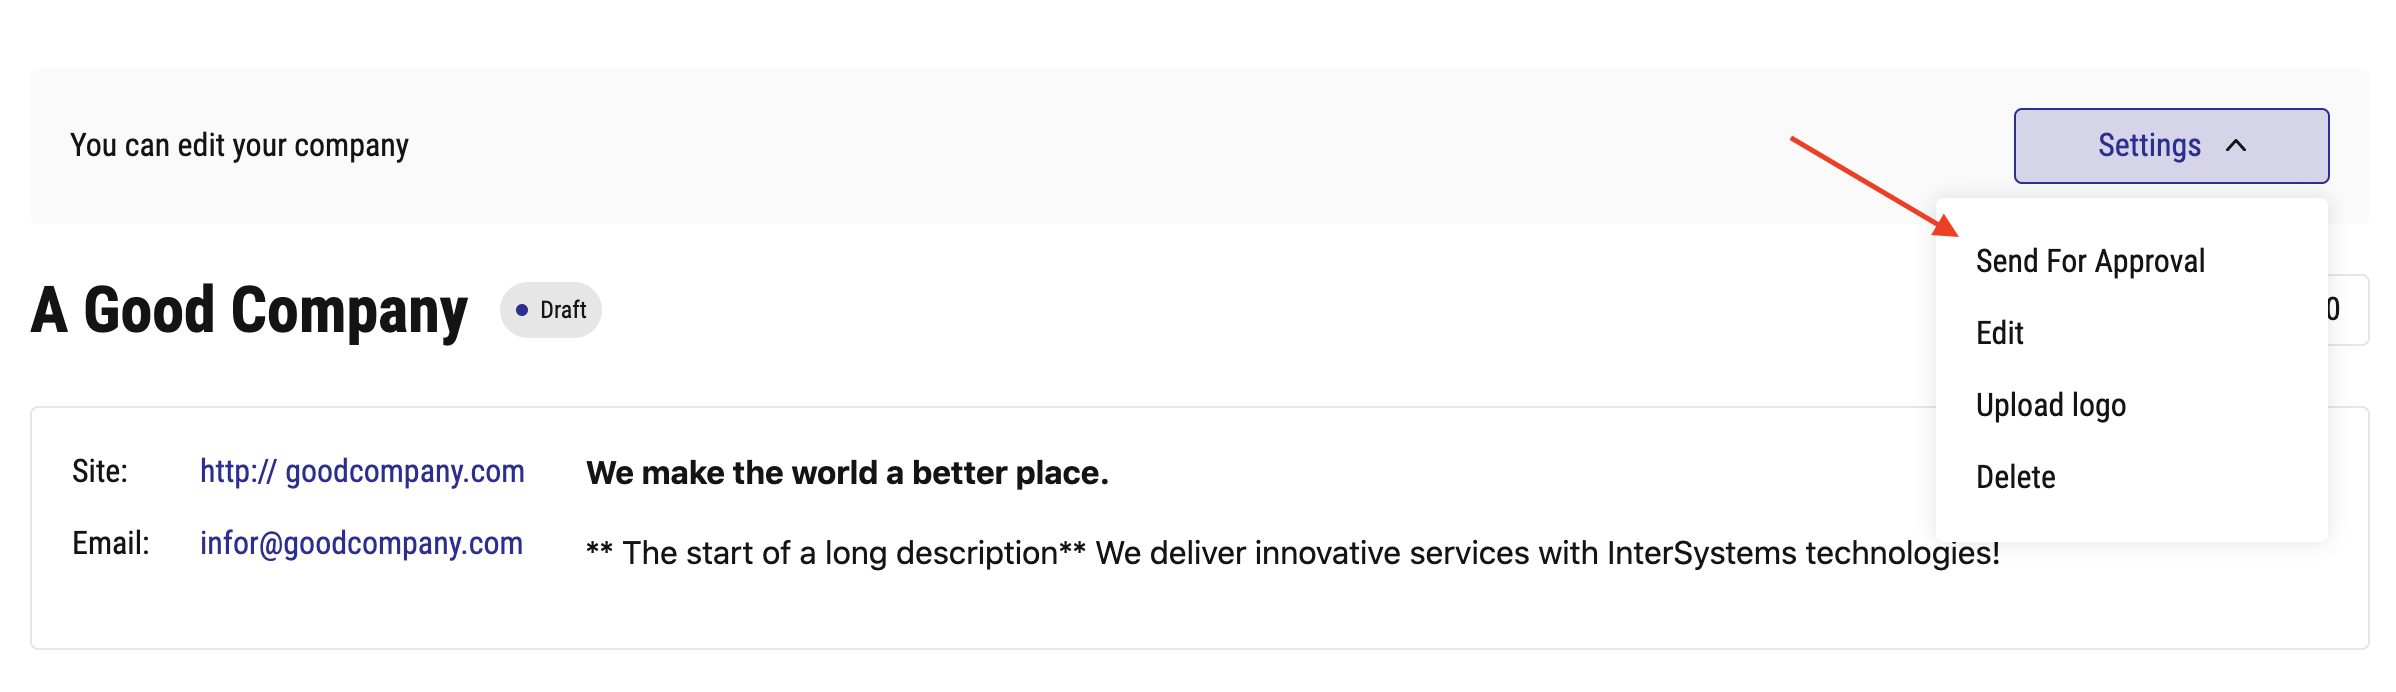 You can edit your company
Settings
Send For Approval
Edit
Upload logo
Delete
A Good Company
Draft
0
Site: http:// goodcompany.com
Email: infor@goodcompany.com
We make the world a better place.
** The start of a long description** We deliver innovative services with InterSystems technologies!